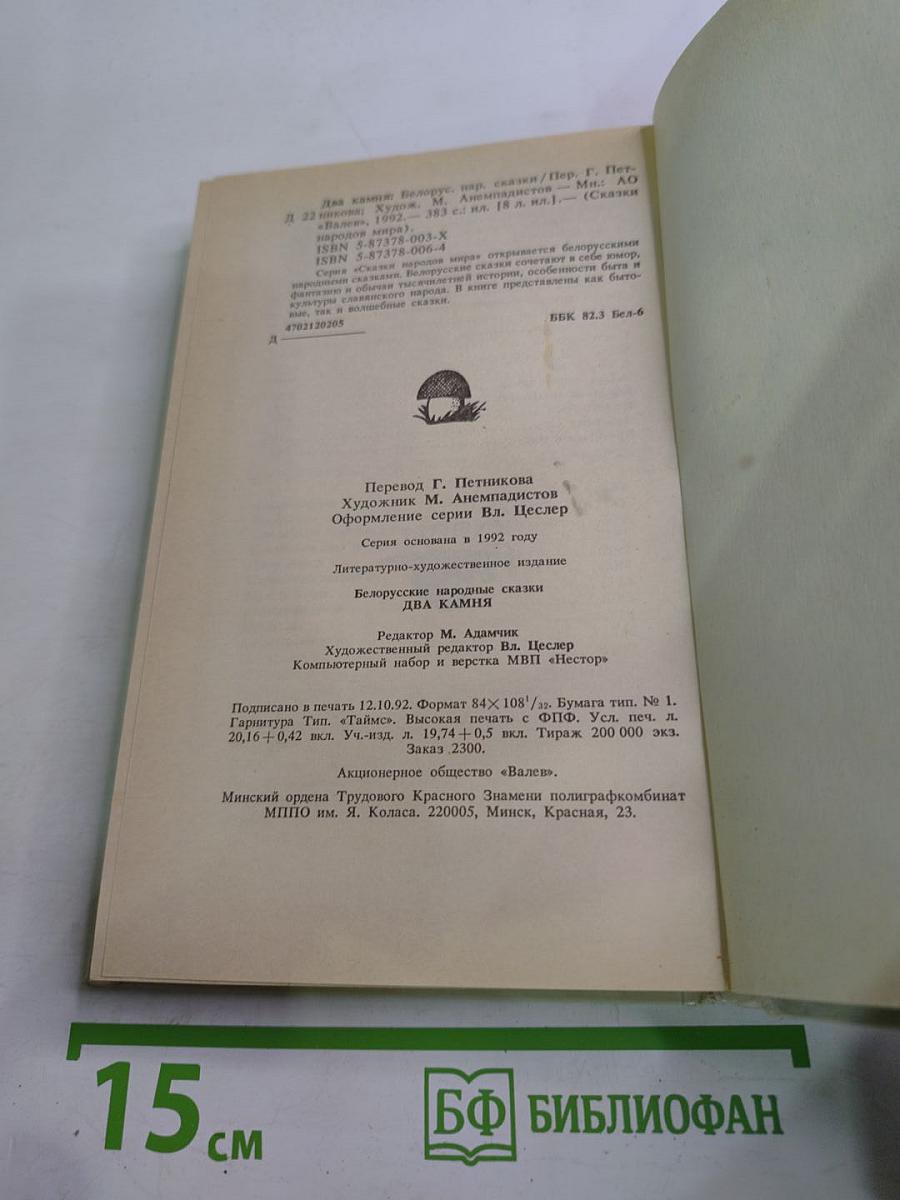 Два камня: Белорус. нар. сказки/Пер. Г. Пет-
Д 22 никова; Худож. М. Анемпадистов — Мн.: АО
«Валев», 1992.— 383 с.: ил. [8 л. ил.].— (Сказки
народов мира).
ISBN 5-87378-003-X
ISBN 5-87378-006-4
Серия «Сказки народов мира» открывается белорусскими
народными сказками. Белорусские сказки сочетают в себе юмор,
фантазию и обычаи тысячелетней истории, особенности быта и
культуры славянского народа. В книге представлены как быто-
вые, так и волшебные сказки.
4702120205
Д
ББК 82.3 Бел-6
Перевод Г. Петникова
Художник М. Анемпадистов
Оформление серии Вл. Цеслер
Серия основана в 1992 году
Литературно-художественное издание
Белорусские народные сказки
ДВА КАМНЯ
Редактор М. Адамчик
Художественный редактор Вл. Цеслер
Компьютерный набор и верстка МВП «Нестор»
Подписано в печать 12.10.92. Формат 84×108¹/₃₂. Бумага тип. № 1.
Гарнитура Тип. «Таймс». Высокая печать с ФПФ. Усл. печ. л.
20,16+0,42 вкл. Уч.-изд. л. 19,74+0,5 вкл. Тираж 200 000 экз.
Заказ 2300.
Акционерное общество «Валев».
Минский ордена Трудового Красного Знамени полиграфкомбинат
МППО им. Я. Коласа. 220005, Минск, Красная, 23.
15 см
БФ БИБЛИОФАН